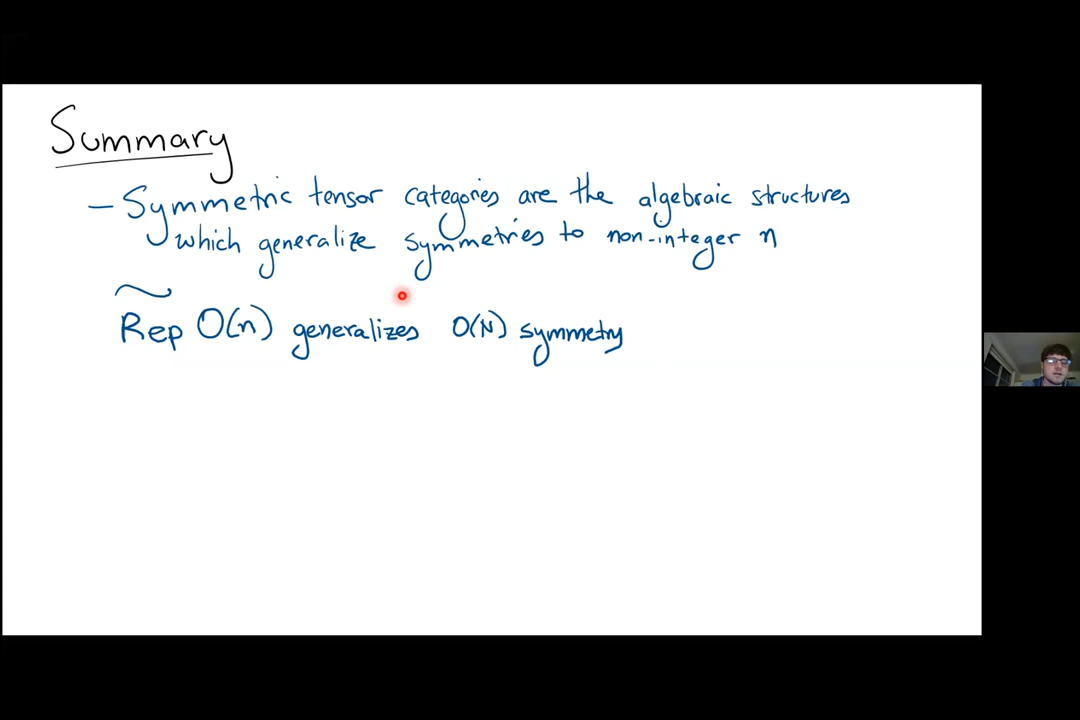 Summary
- Symmetric tensor categories are the algebraic structures
which generalize symmetries to non-integer n
~Rep O(n) generalizes O(N) symmetry